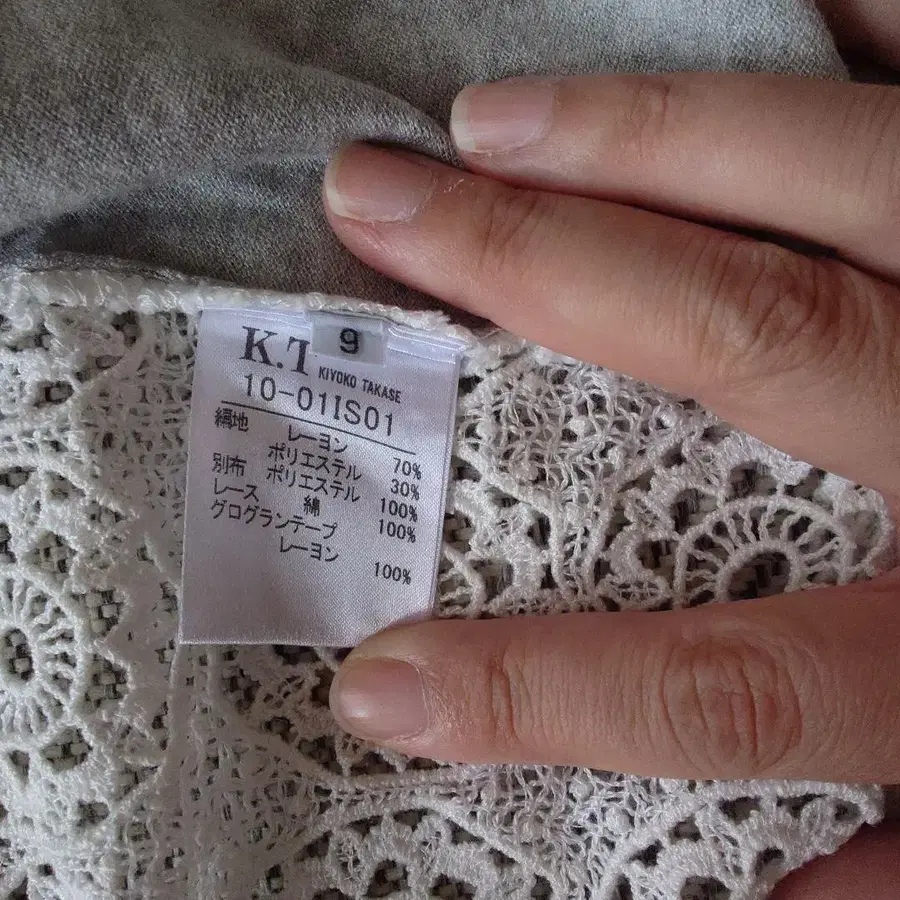 K.T
9
KIYOKO TAKASE
10-01IS01
編地 レーヨン 70%
ポリエステル 30%
別布 ポリエステル 100%
レース 綿 100%
グログランテープ
レーヨン 100%